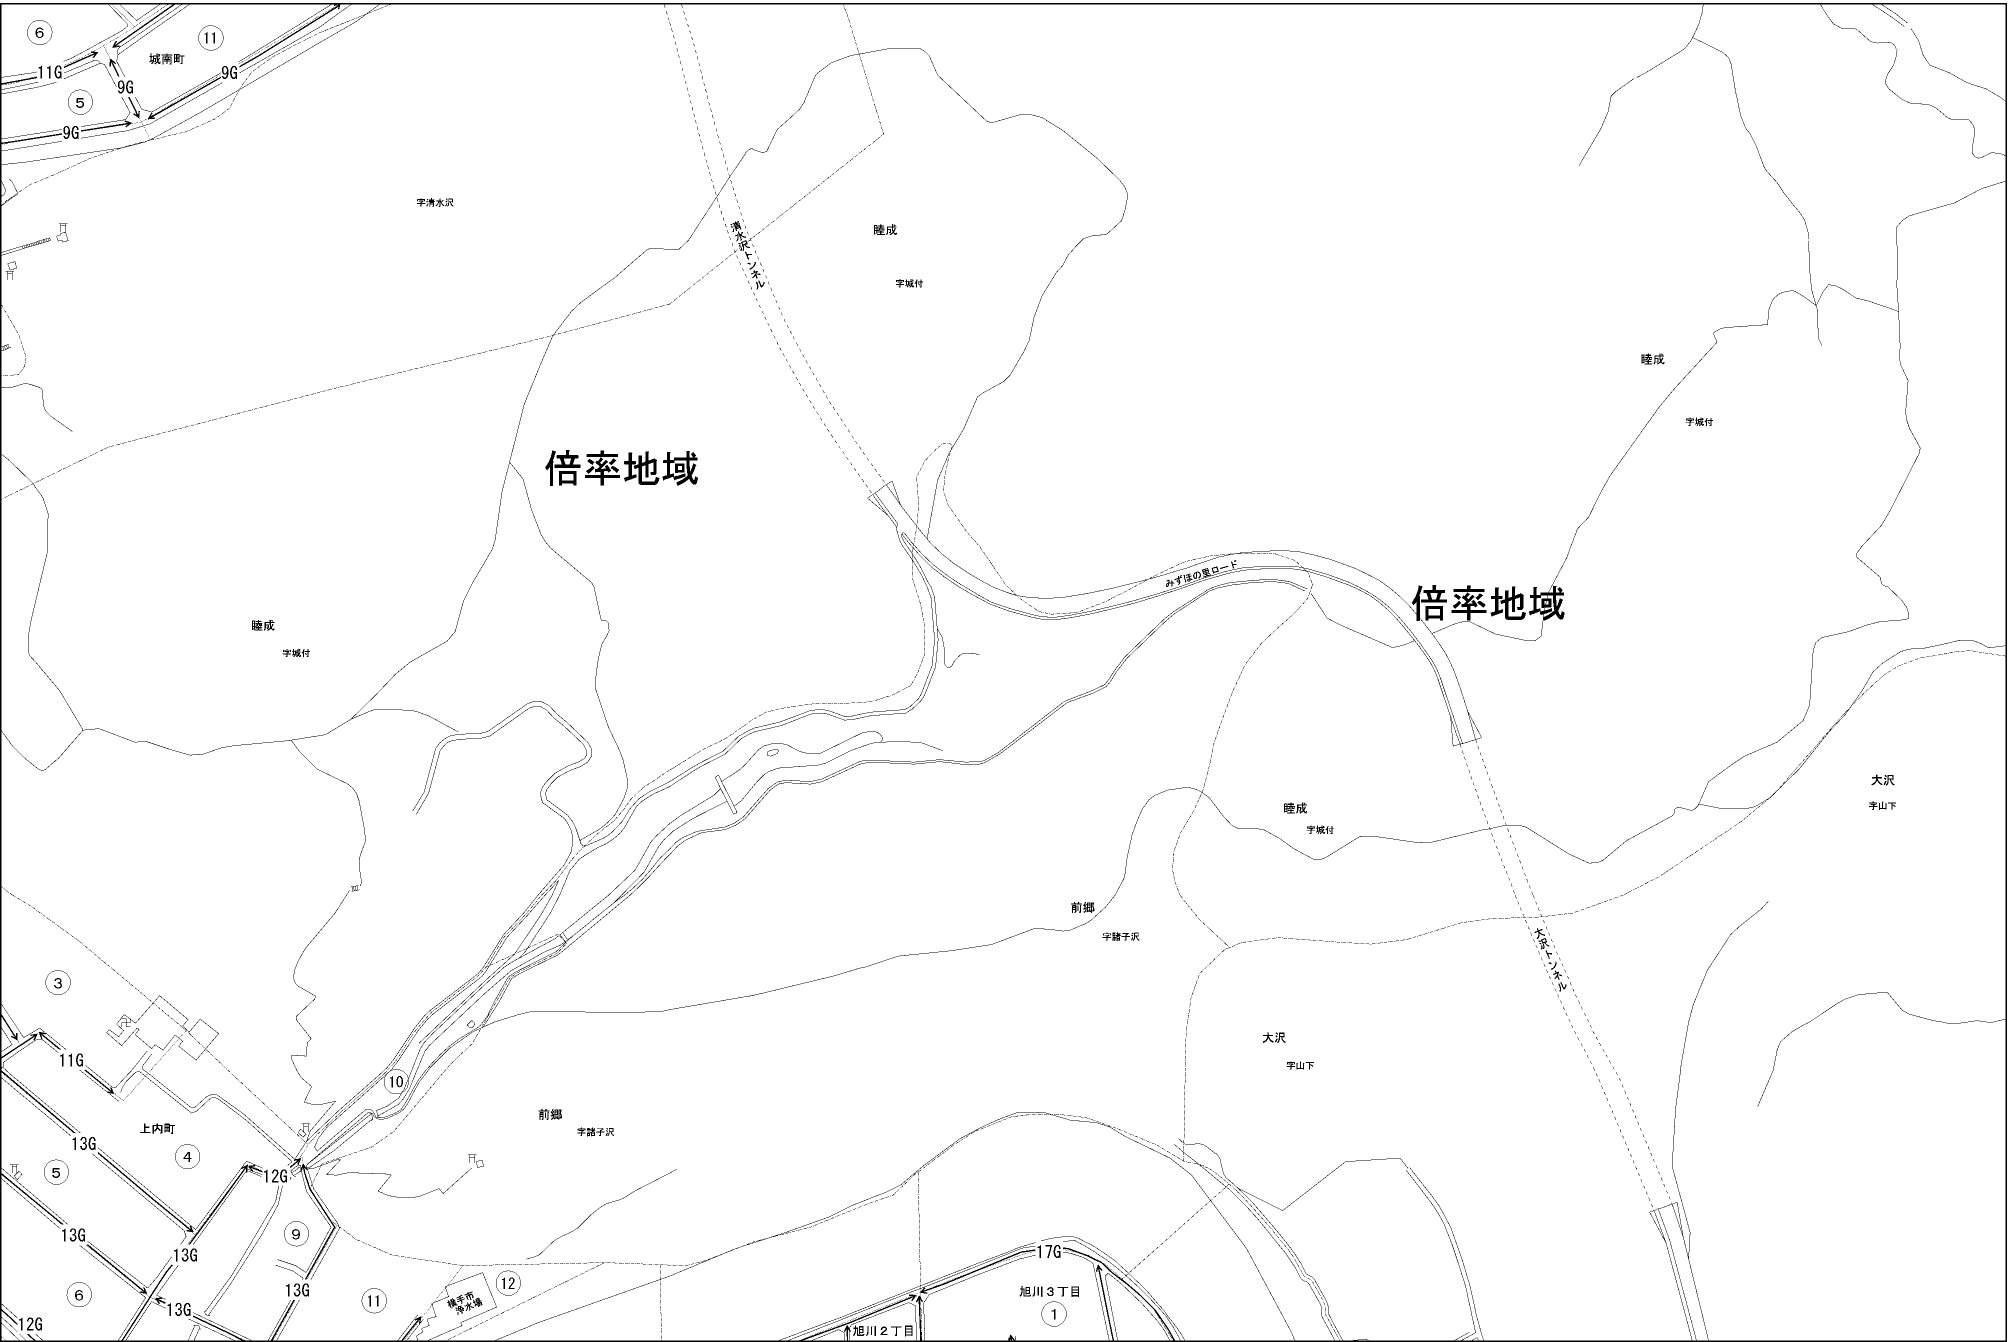 6
11
城南町
11G
9G
9G
5
9G
字清水沢
清水沢トンネル
睦成
字城付
睦成
字城付
倍率地域
みずほの里ロード
倍率地域
睦成
字城付
大沢
字山下
睦成
字城付
前郷
字諸子沢
大沢トンネル
3
大沢
字山下
11G
10
前郷
字諸子沢
上内町
13G
4
5
12G
9
13G
13G
17G
6
13G
11
12
横手市
浄水場
旭川3丁目
1
13G
12G
旭川2丁目